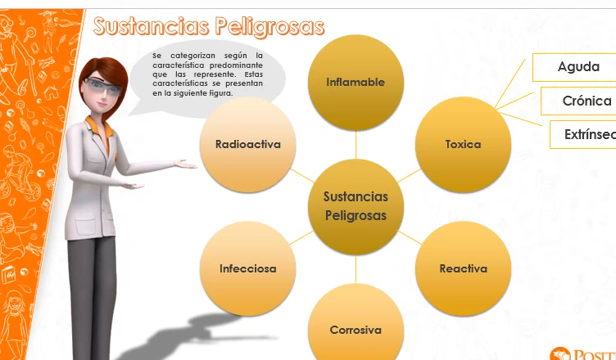 Sustancias Peligrosas
Se categorizan según la
característica predominante
que las represente. Estas
características se presentan
en la siguiente figura.
Inflamable
Radioactiva
Toxica
Aguda
Crónica
Extrínsec
Sustancias
Peligrosas
Infecciosa
Reactiva
Corrosiva
POSIT